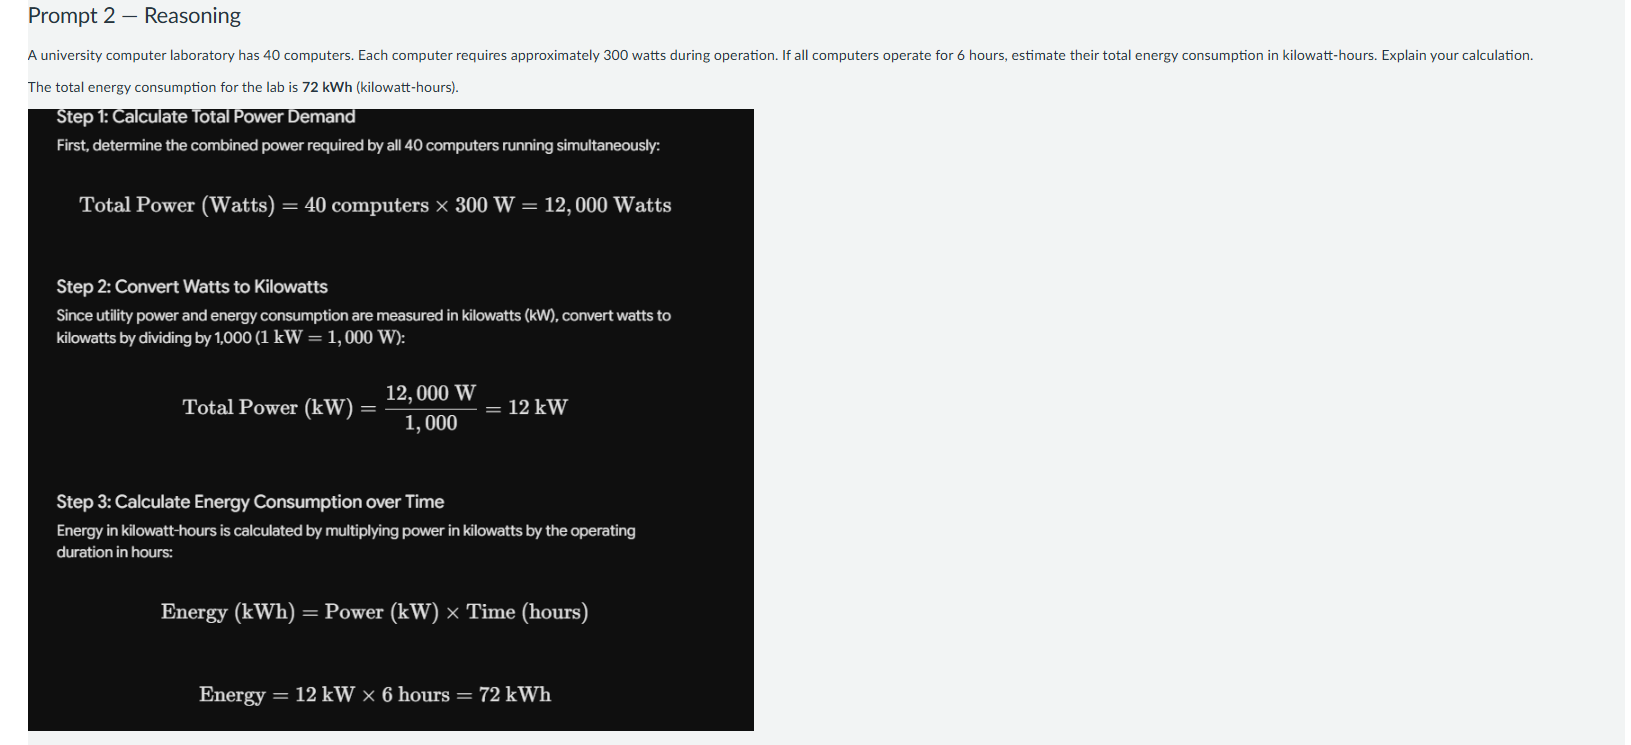 Prompt 2 — Reasoning
A university computer laboratory has 40 computers. Each computer requires approximately 300 watts during operation. If all computers operate for 6 hours, estimate their total energy consumption in kilowatt-hours. Explain your calculation.
The total energy consumption for the lab is 72 kWh (kilowatt-hours).
Step 1: Calculate Total Power Demand
First, determine the combined power required by all 40 computers running simultaneously:
Total Power (Watts) = 40 computers × 300 W = 12,000 Watts
Step 2: Convert Watts to Kilowatts
Since utility power and energy consumption are measured in kilowatts (kW), convert watts to
kilowatts by dividing by 1,000 (1 kW = 1,000 W):
Total Power (kW) = 12,000 W / 1,000 = 12 kW
Step 3: Calculate Energy Consumption over Time
Energy in kilowatt-hours is calculated by multiplying power in kilowatts by the operating
duration in hours:
Energy (kWh) = Power (kW) × Time (hours)
Energy = 12 kW × 6 hours = 72 kWh